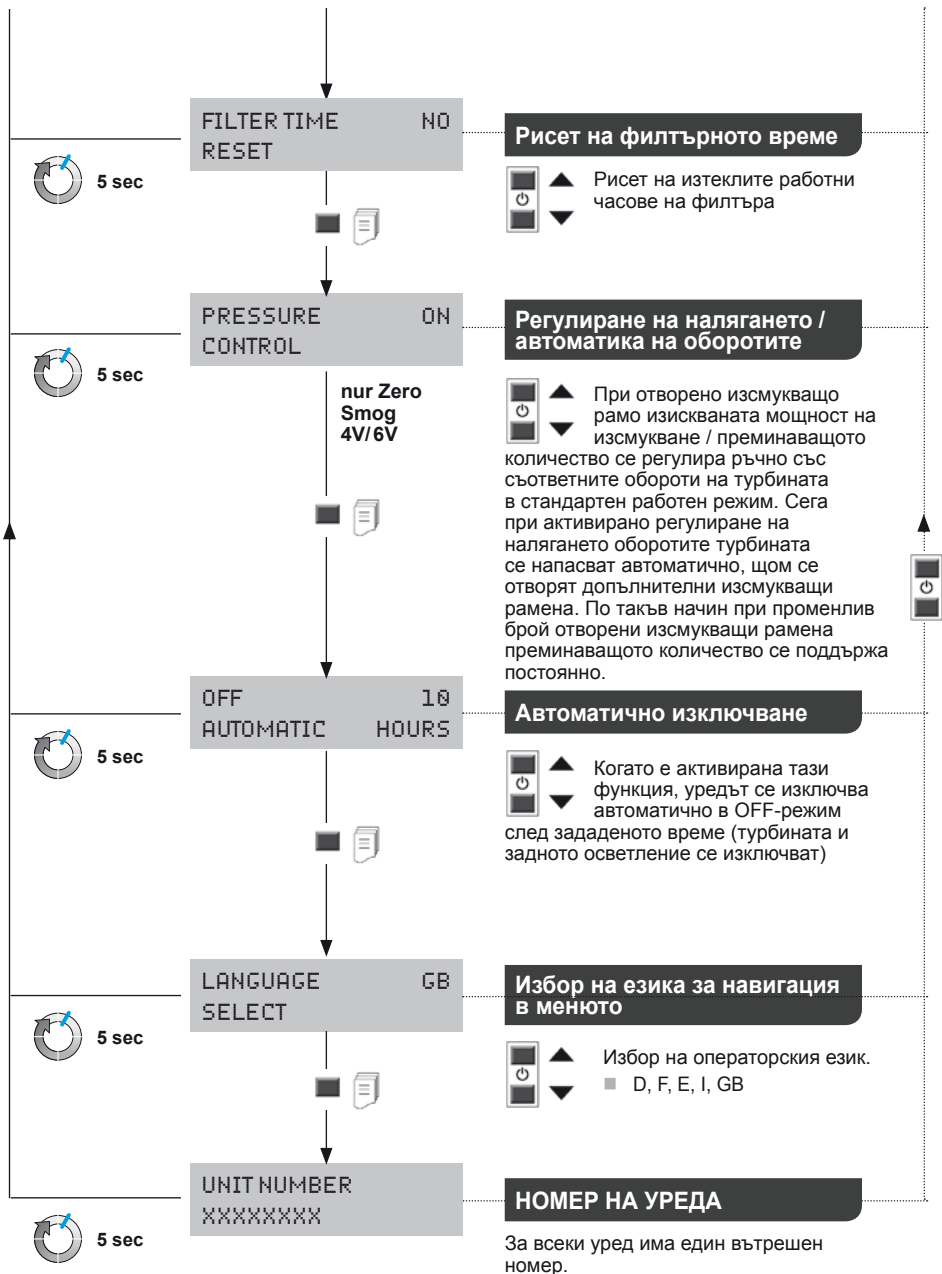 FILTER TIME NO
RESET
5 sec
Рисет на филтърното време
Рисет на изтеклите работни
часове на филтъра
PRESSURE ON
CONTROL
5 sec
nur Zero
Smog
4V/6V
Регулиране на налягането /
автоматика на оборотите
При отворено изсмукващо
рамо изискваната мощност на
изсмукване / преминаващото
количество се регулира ръчно със
съответните обороти на турбината
в стандартен работен режим. Сега
при активирано регулиране на
налягането оборотите турбината
се напасват автоматично, щом се
отворят допълнителни изсмукващи
рамена. По такъв начин при променлив
брой отворени изсмукващи рамена
преминаващото количество се поддържа
постоянно.
OFF 10
AUTOMATIC HOURS
5 sec
Автоматично изключване
Когато е активирана тази
функция, уредът се изключва
автоматично в OFF-режим
след зададеното време (турбината и
задното осветление се изключват)
LANGUAGE GB
SELECT
5 sec
Избор на езика за навигация
в менюто
Избор на операторския език.
D, F, E, I, GB
UNIT NUMBER
XXXXXXXX
5 sec
НОМЕР НА УРЕДА
За всеки уред има един вътрешен
номер.